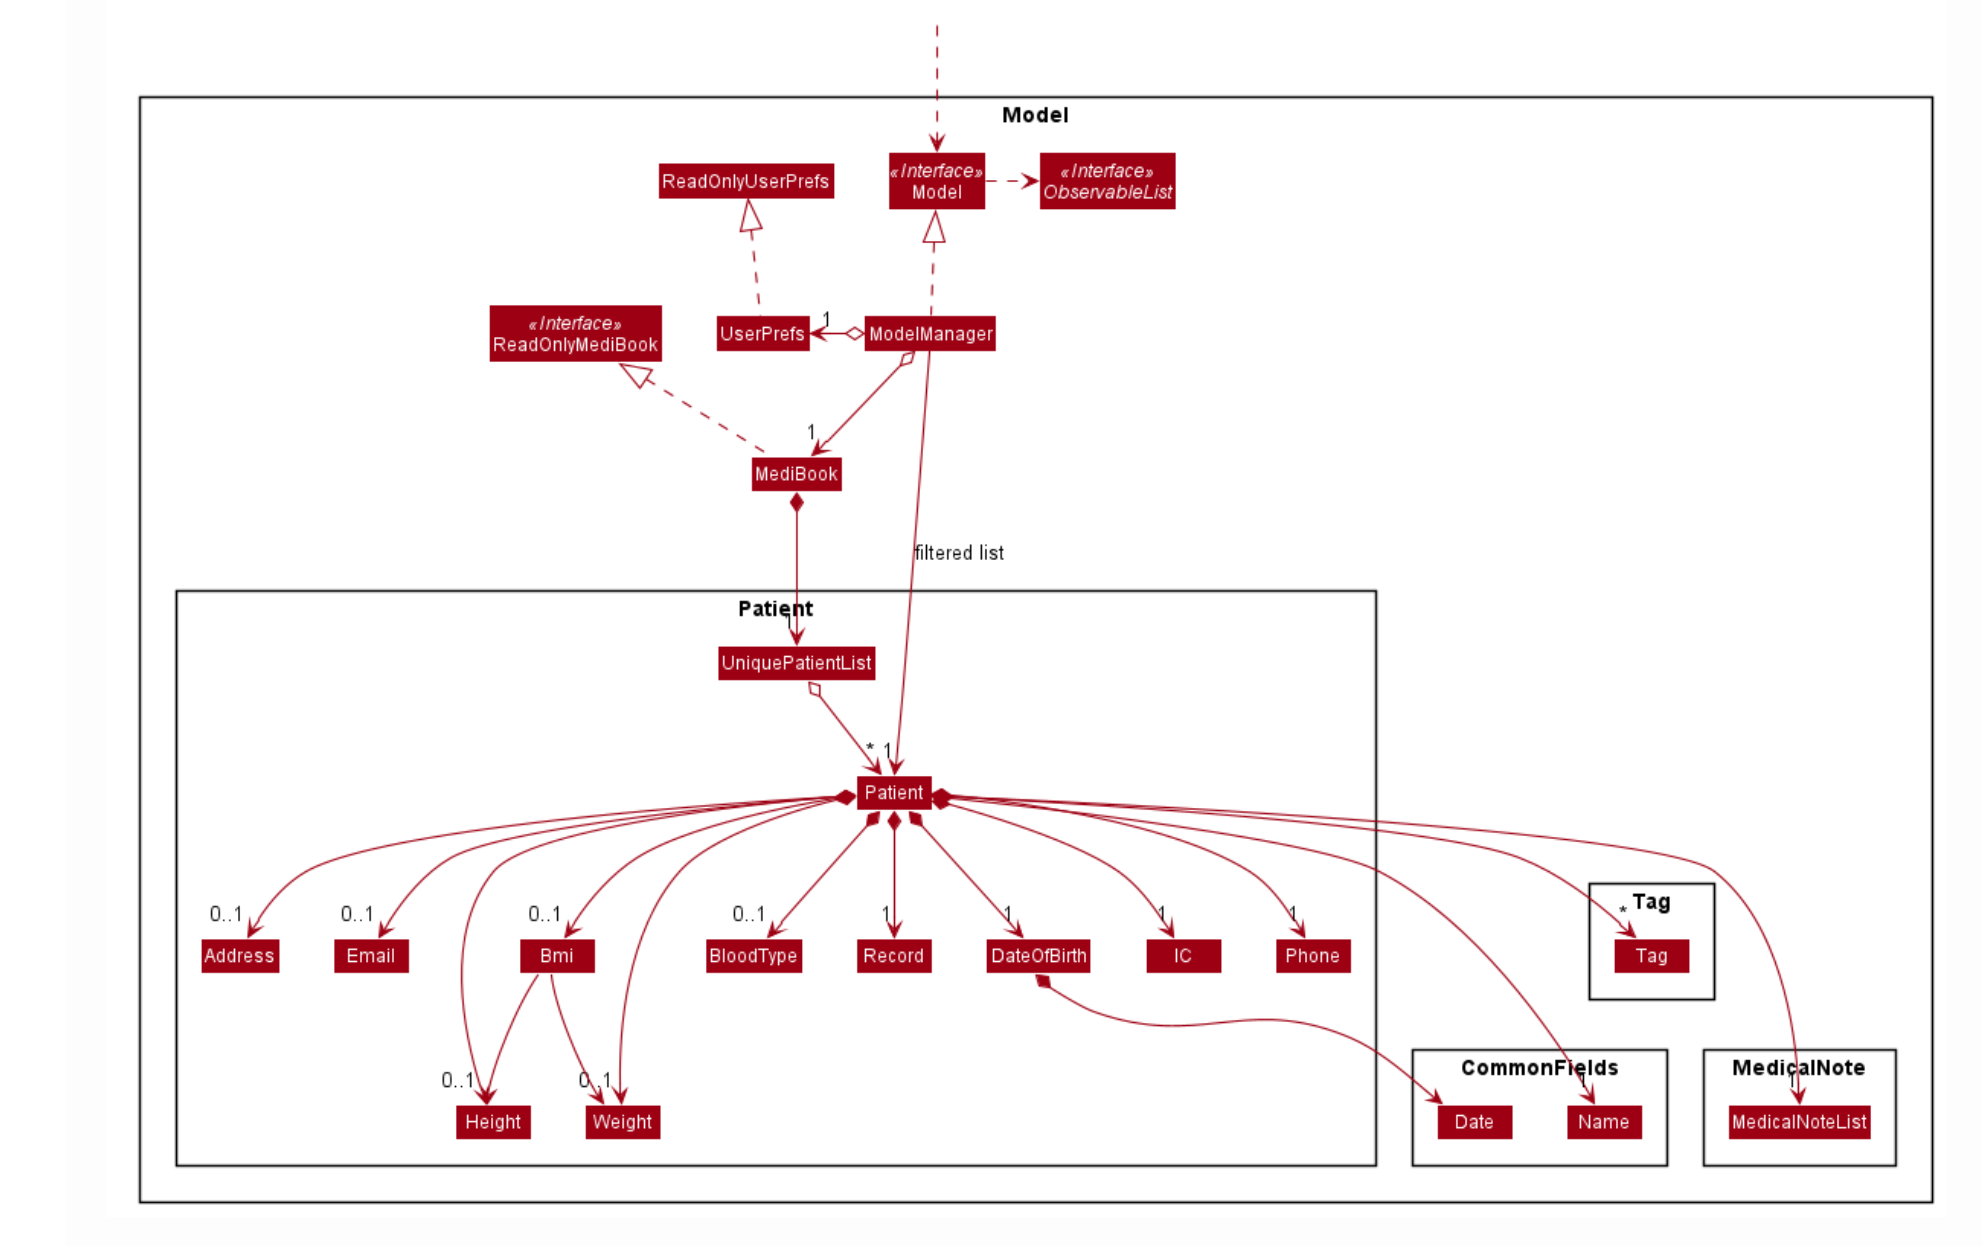 Model
ReadOnlyUserPrefs
«Interface»
Model
«Interface»
ObservableList
«Interface»
ReadOnlyMediBook
UserPrefs
1
ModelManager
1
MediBook
filtered list
Patient
1
UniquePatientList
* 1
Patient
0..1
0..1
0..1
0..1
1
1
1
1
*
Tag
Address
Email
Bmi
BloodType
Record
DateOfBirth
IC
Phone
Tag
0..1
0..1
CommonFields
1
MedicalNote
1
Height
Weight
Date
Name
MedicalNoteList